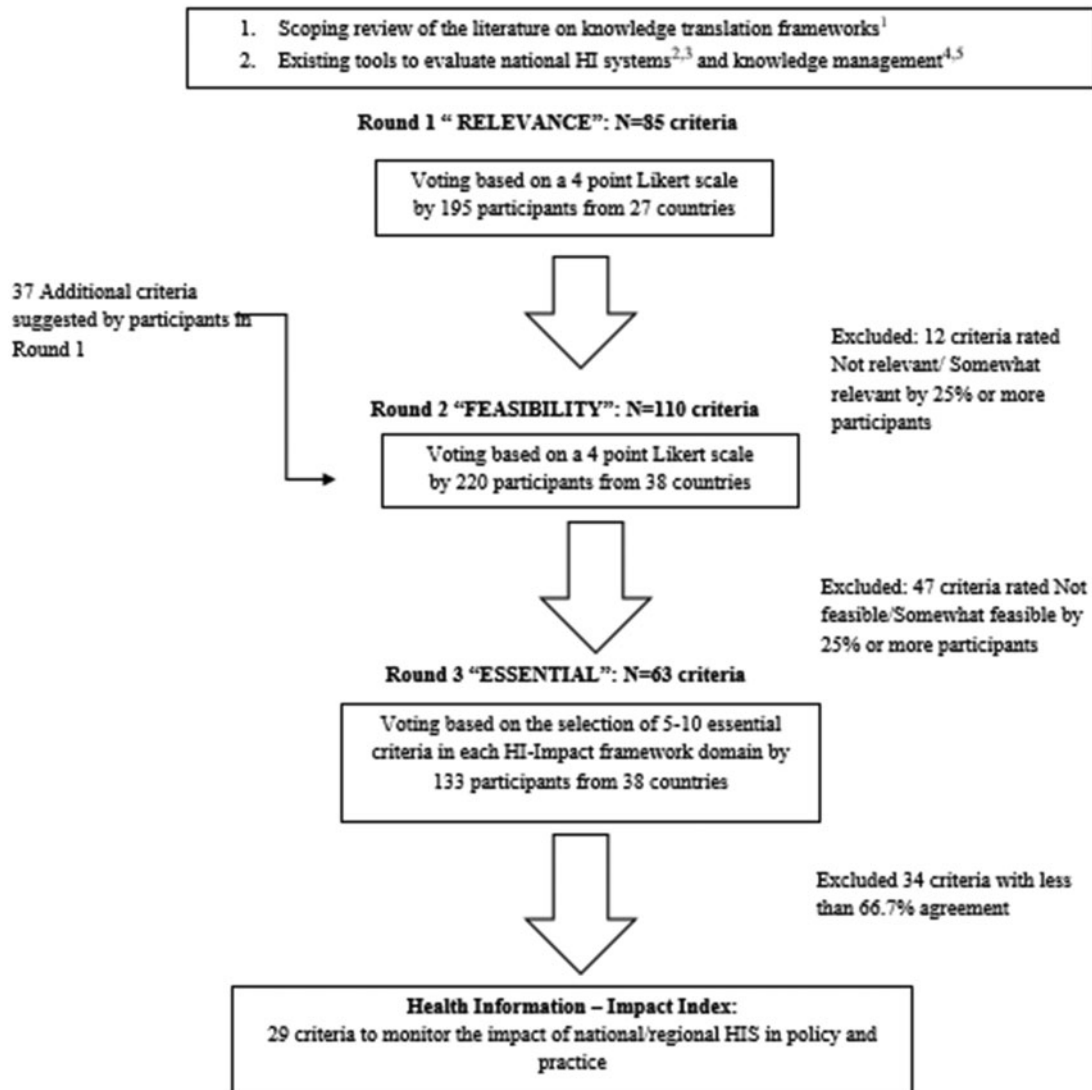 1. Scoping review of the literature on knowledge translation frameworks1
2. Existing tools to evaluate national HI systems2,3 and knowledge management4,5
Round 1 “ RELEVANCE”: N=85 criteria
Voting based on a 4 point Likert scale
by 195 participants from 27 countries
37 Additional criteria
suggested by participants in
Round 1
Excluded: 12 criteria rated
Not relevant/ Somewhat
relevant by 25% or more
participants
Round 2 “FEASIBILITY”: N=110 criteria
Voting based on a 4 point Likert scale
by 220 participants from 38 countries
Excluded: 47 criteria rated Not
feasible/Somewhat feasible by
25% or more participants
Round 3 “ESSENTIAL”: N=63 criteria
Voting based on the selection of 5-10 essential
criteria in each HI-Impact framework domain by
133 participants from 38 countries
Excluded 34 criteria with less
than 66.7% agreement
Health Information – Impact Index:
29 criteria to monitor the impact of national/regional HIS in policy and
practice